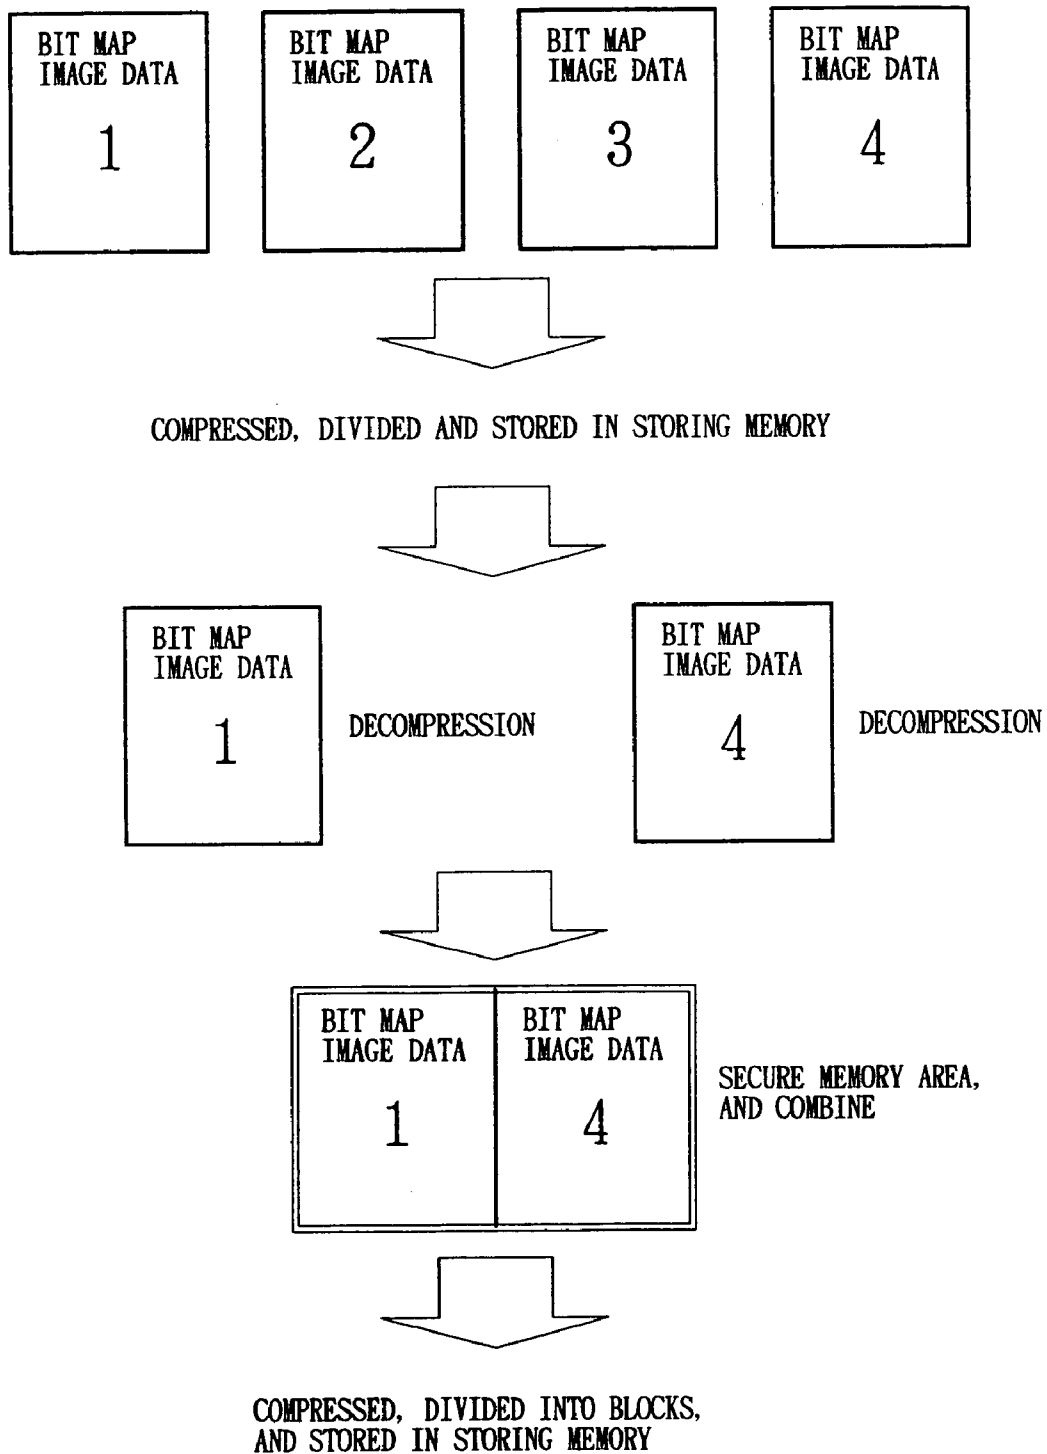 BIT MAP
IMAGE DATA
1
BIT MAP
IMAGE DATA
2
BIT MAP
IMAGE DATA
3
BIT MAP
IMAGE DATA
4
COMPRESSED, DIVIDED AND STORED IN STORING MEMORY
BIT MAP
IMAGE DATA
1
DECOMPRESSION
BIT MAP
IMAGE DATA
4
DECOMPRESSION
BIT MAP
IMAGE DATA
1
BIT MAP
IMAGE DATA
4
SECURE MEMORY AREA,
AND COMBINE
COMPRESSED, DIVIDED INTO BLOCKS,
AND STORED IN STORING MEMORY